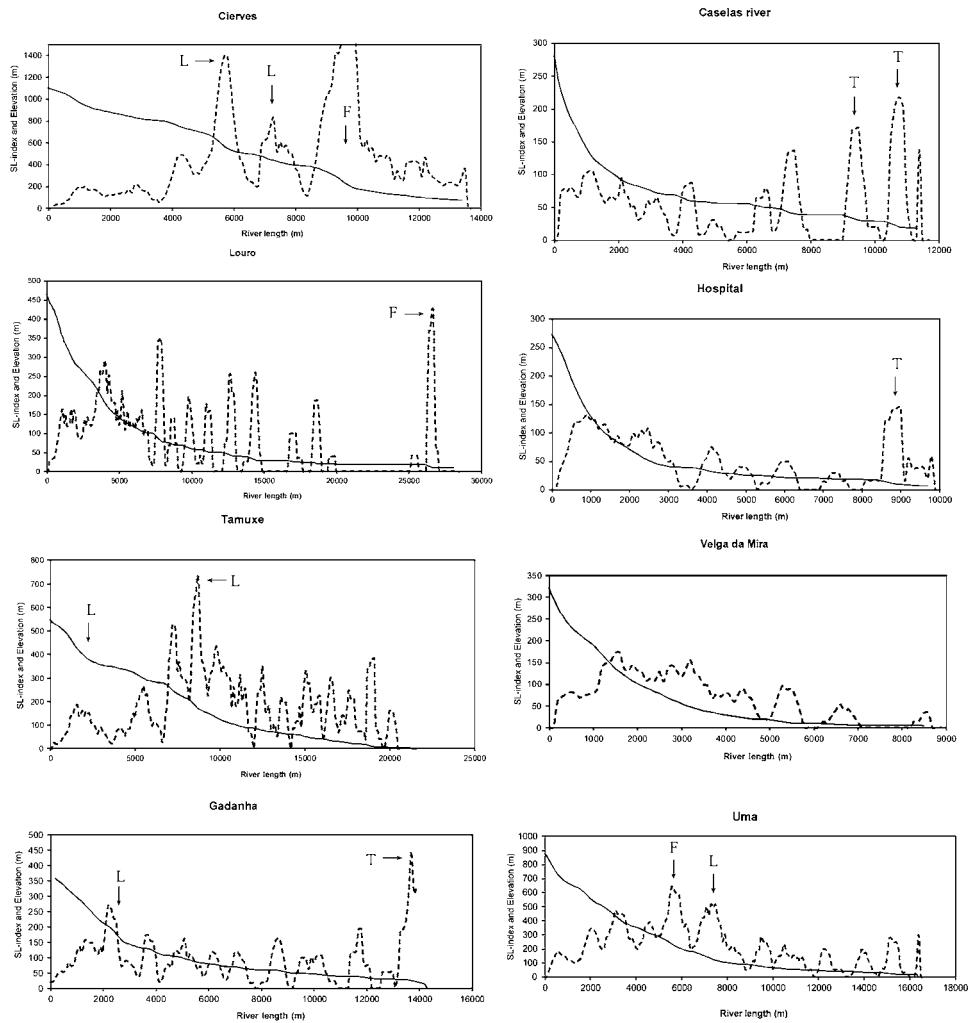 Cierves
SL-index and Elevation (m)
1400
1200
1000
800
600
400
200
0
L
L
F
0 2000 4000 6000 8000 10000 12000 14000
River length (m)
Caselas river
SL-index and Elevation (m)
300
250
200
150
100
50
0
T
T
0 2000 4000 6000 8000 10000 12000
River length (m)
Louro
SL-index and Elevation (m)
500
450
400
350
300
250
200
150
100
50
0
F
0 5000 10000 15000 20000 25000 30000
River length (m)
Hospital
SL-index and Elevation (m)
300
250
200
150
100
50
0
T
0 1000 2000 3000 4000 5000 6000 7000 8000 9000 10000
River length (m)
Tamuxe
SL-index and Elevation (m)
800
700
600
500
400
300
200
100
0
L
L
0 5000 10000 15000 20000 25000
River length (m)
Velga da Mira
SL-index and Elevation (m)
350
300
250
200
150
100
50
0
0 1000 2000 3000 4000 5000 6000 7000 8000 9000
River length (m)
Gadanha
SL-index and Elevation (m)
500
450
400
350
300
250
200
150
100
50
0
L
T
0 2000 4000 6000 8000 10000 12000 14000 16000
River length (m)
Uma
SL-index and Elevation (m)
1000
900
800
700
600
500
400
300
200
100
0
F
L
0 2000 4000 6000 8000 10000 12000 14000 16000 18000
River length (m)